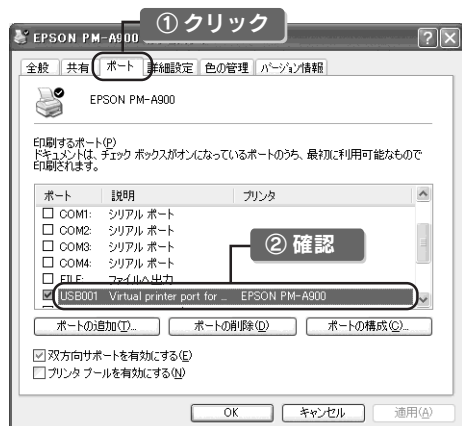 ① クリック
EPSON PM-A900
全般 共有 ポート 詳細設定 色の管理 バージョン情報
EPSON PM-A900
印刷するポート(P)
ドキュメントは、チェック ボックスがオンになっているポートのうち、最初に利用可能なもので
印刷されます。
ポート 説明 プリンタ
COM1: シリアル ポート
COM2: シリアル ポート
COM3: シリアル ポート
COM4: シリアル ポート
② 確認
FILE: ファイルへ出力
USB001 Virtual printer port for ... EPSON PM-A900
ポートの追加(T)... ポートの削除(D) ポートの構成(C)...
双方向サポートを有効にする(E)
プリンタ プールを有効にする(N)
OK キャンセル 適用(A)